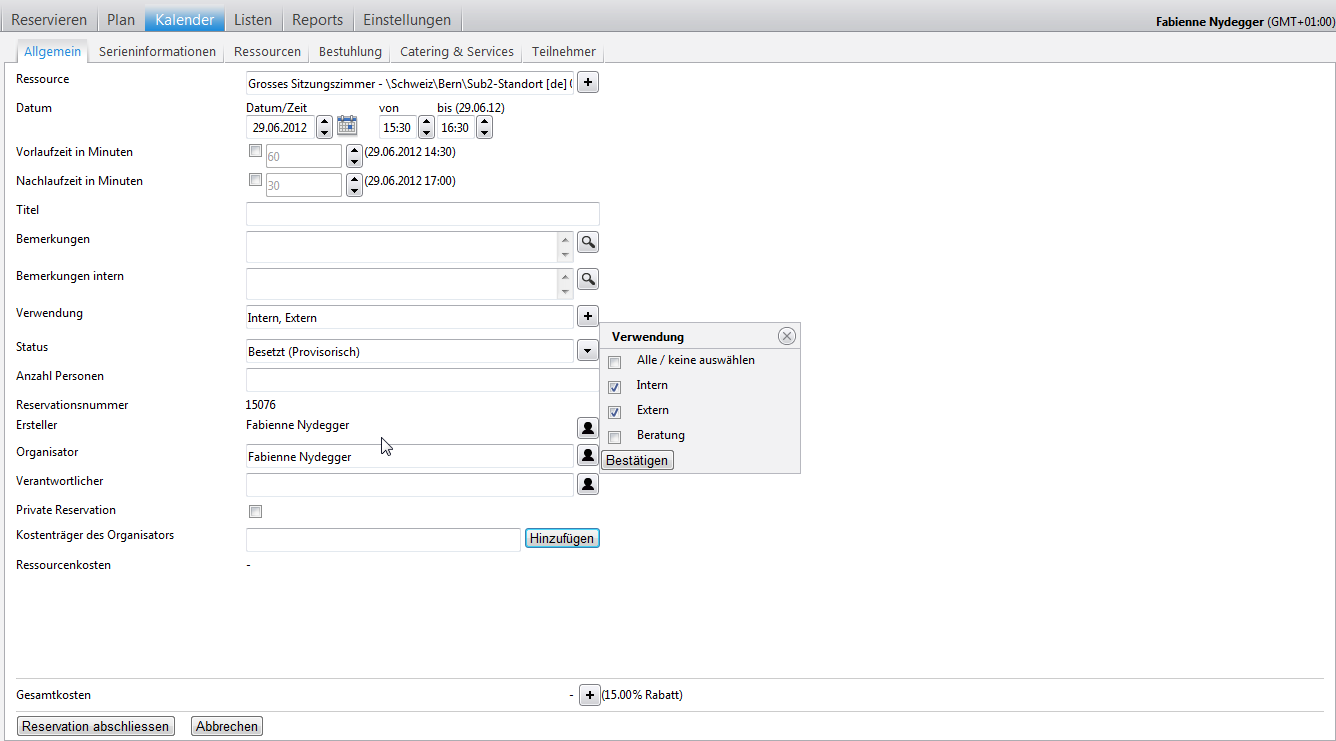 Reservieren Plan Kalender Listen Reports Einstellungen Fabienne Nydegger (GMT+01:00)
Allgemein Serieninformationen Ressourcen Bestuhlung Catering & Services Teilnehmer
Ressource Grosses Sitzungszimmer - \Schweiz\Bern\Sub2-Standort [de] +
Datum Datum/Zeit von bis (29.06.12)
29.06.2012 15:30 16:30
Vorlaufzeit in Minuten 60 (29.06.2012 14:30)
Nachlaufzeit in Minuten 30 (29.06.2012 17:00)
Titel
Bemerkungen
Bemerkungen intern
Verwendung Intern, Extern +
Verwendung
Status Besetzt (Provisorisch)
Alle / keine auswählen
Anzahl Personen
Intern
Reservationsnummer 15076
Extern
Ersteller Fabienne Nydegger
Beratung
Organisator Fabienne Nydegger
Bestätigen
Verantwortlicher
Private Reservation
Kostenträger des Organisators Hinzufügen
Ressourcenkosten -
Gesamtkosten - + (15.00% Rabatt)
Reservation abschliessen Abbrechen